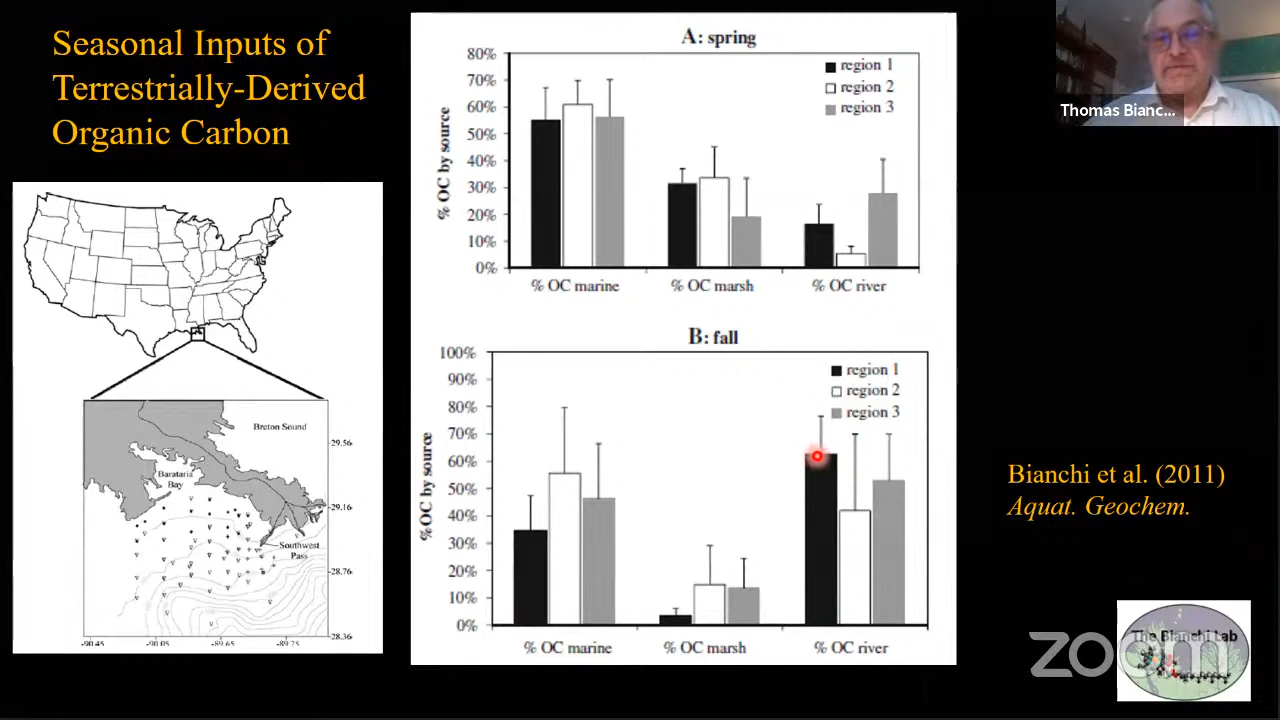 Seasonal Inputs of
Terrestrially-Derived
Organic Carbon
Breton Sound
29.56
Barataria
Bay
29.16
Southwest
Pass
28.76
28.36
-90.45
-90.05
-89.65
-89.25
A: spring
80%
70%
60%
50%
40%
30%
20%
10%
0%
% OC by source
region 1
region 2
region 3
% OC marine
% OC marsh
% OC river
B: fall
100%
90%
80%
70%
60%
50%
40%
30%
20%
10%
0%
%OC by source
region 1
region 2
region 3
% OC marine
% OC marsh
% OC river
Thomas Bianc...
Bianchi et al. (2011)
Aquat. Geochem.
The Bianchi Lab
zoom